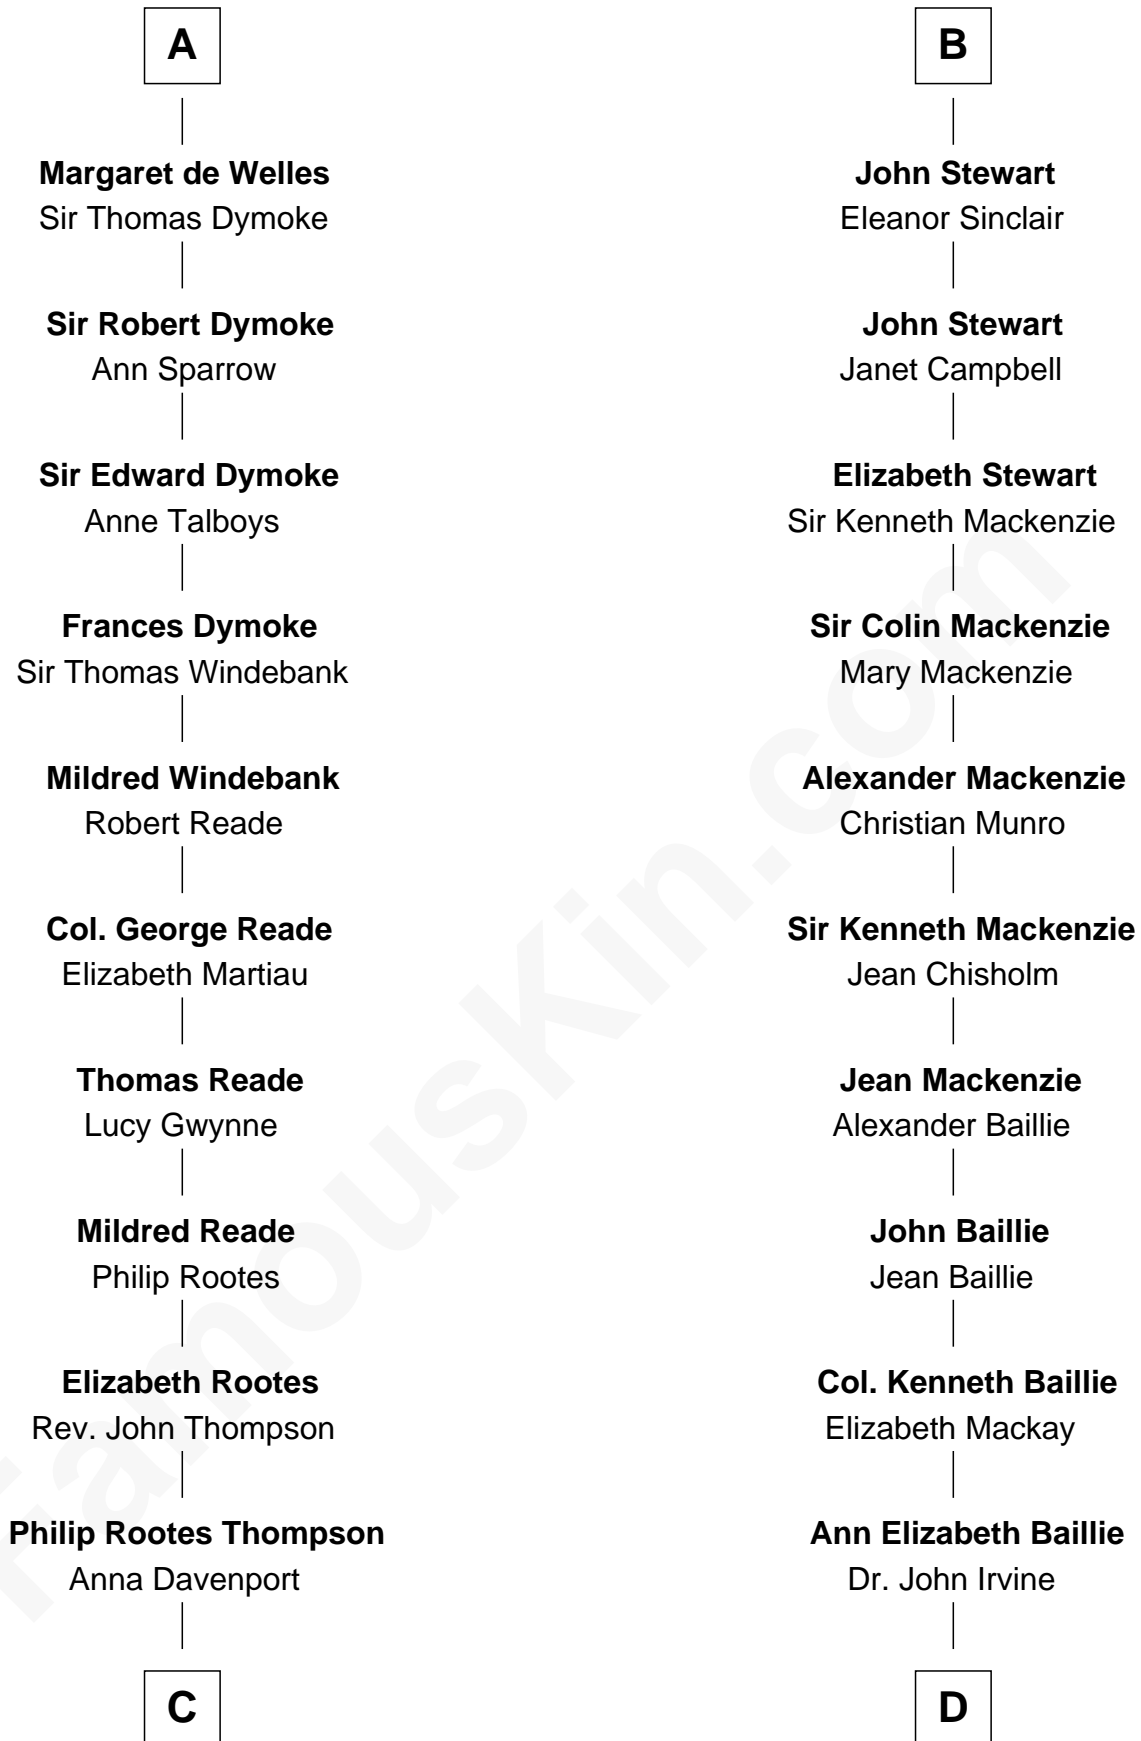 A
Margaret de Welles
Sir Thomas Dymoke
Sir Robert Dymoke
Ann Sparrow
Sir Edward Dymoke
Anne Talboys
Frances Dymoke
Sir Thomas Windebank
Mildred Windebank
Robert Reade
Col. George Reade
Elizabeth Martiau
Thomas Reade
Lucy Gwynne
Mildred Reade
Philip Rootes
Elizabeth Rootes
Rev. John Thompson
Philip Rootes Thompson
Anna Davenport
C
B
John Stewart
Eleanor Sinclair
John Stewart
Janet Campbell
Elizabeth Stewart
Sir Kenneth Mackenzie
Sir Colin Mackenzie
Mary Mackenzie
Alexander Mackenzie
Christian Munro
Sir Kenneth Mackenzie
Jean Chisholm
Jean Mackenzie
Alexander Baillie
John Baillie
Jean Baillie
Col. Kenneth Baillie
Elizabeth Mackay
Ann Elizabeth Baillie
Dr. John Irvine
D
FamousKin.com